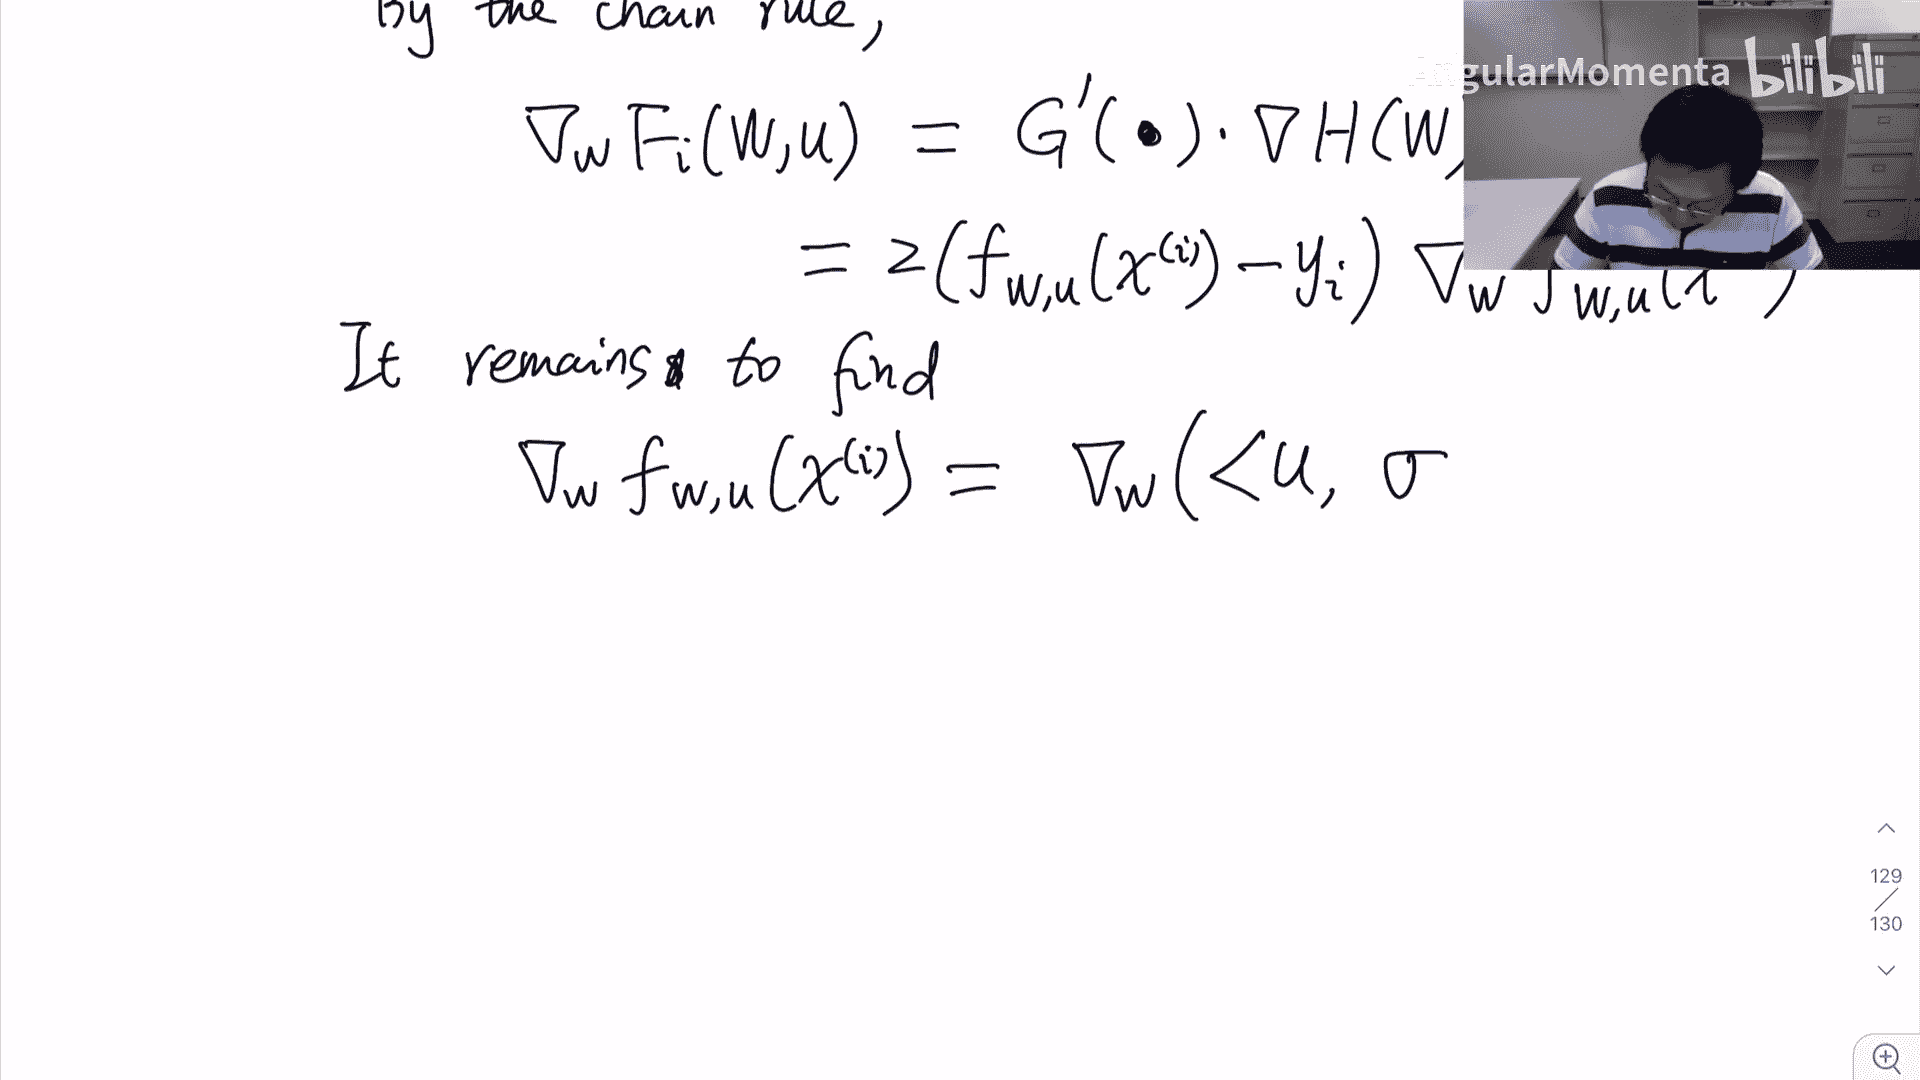 By the chain rule,
AngularMomenta bilibili
∇_W F_i(W,u) = G'(•)·∇H(W,
= 2(f_{W,u}(x^{(i)}) - y_i) ∇_W f_{W,u}(x )
It remains to find
∇_W f_{W,u}(x^{(i)}) = ∇_W(<u, σ
129
/
130